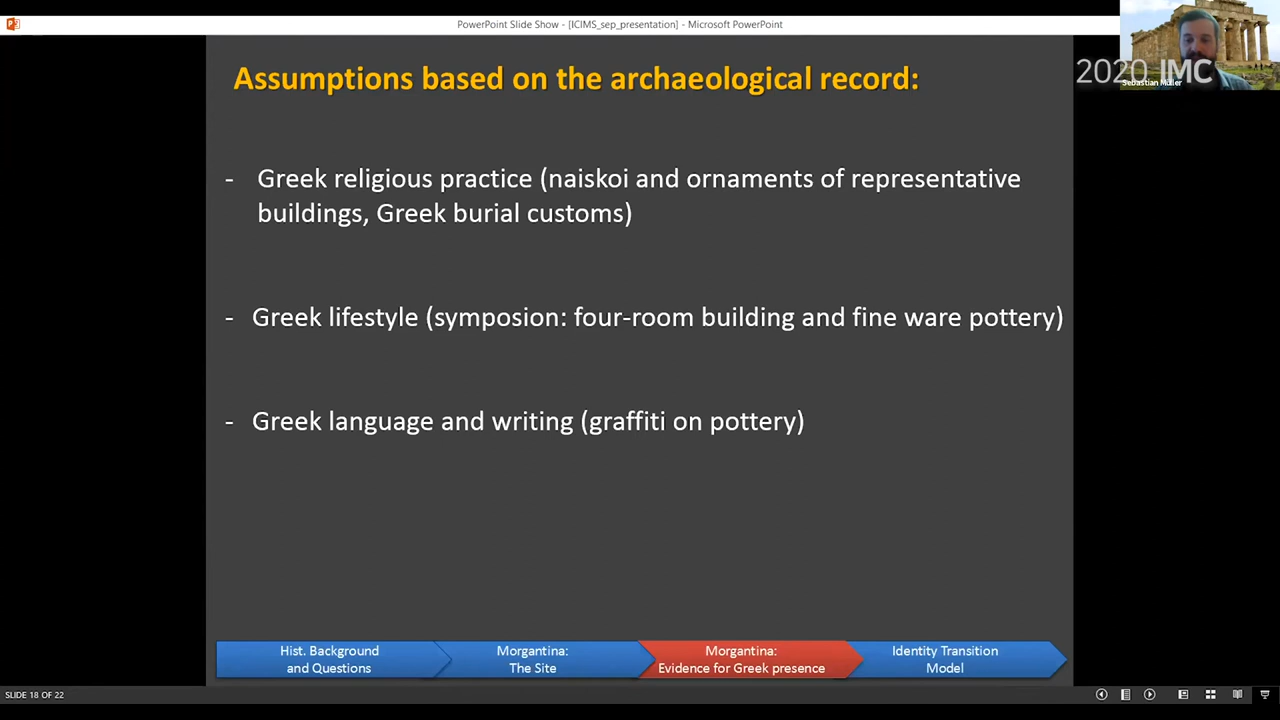 PowerPoint Slide Show - [ICIMS_sep_presentation] - Microsoft PowerPoint
2020 IMC
Sebastian Müller
Assumptions based on the archaeological record:
- Greek religious practice (naiskoi and ornaments of representative
buildings, Greek burial customs)
- Greek lifestyle (symposion: four-room building and fine ware pottery)
- Greek language and writing (graffiti on pottery)
Hist. Background
and Questions
Morgantina:
The Site
Morgantina:
Evidence for Greek presence
Identity Transition
Model
SLIDE 18 OF 22